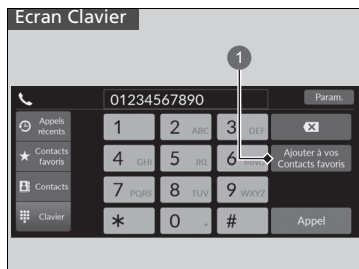 Ecran Clavier
1
01234567890
Param.
Appels
récents
1
2 ABC
3 DEF
Contacts
favoris
4 GHI
5 JKL
6 MNO
Ajouter à vos
Contacts favoris
Contacts
7 PQRS
8 TUV
9 WXYZ
Clavier
*
0 +
#
Appel